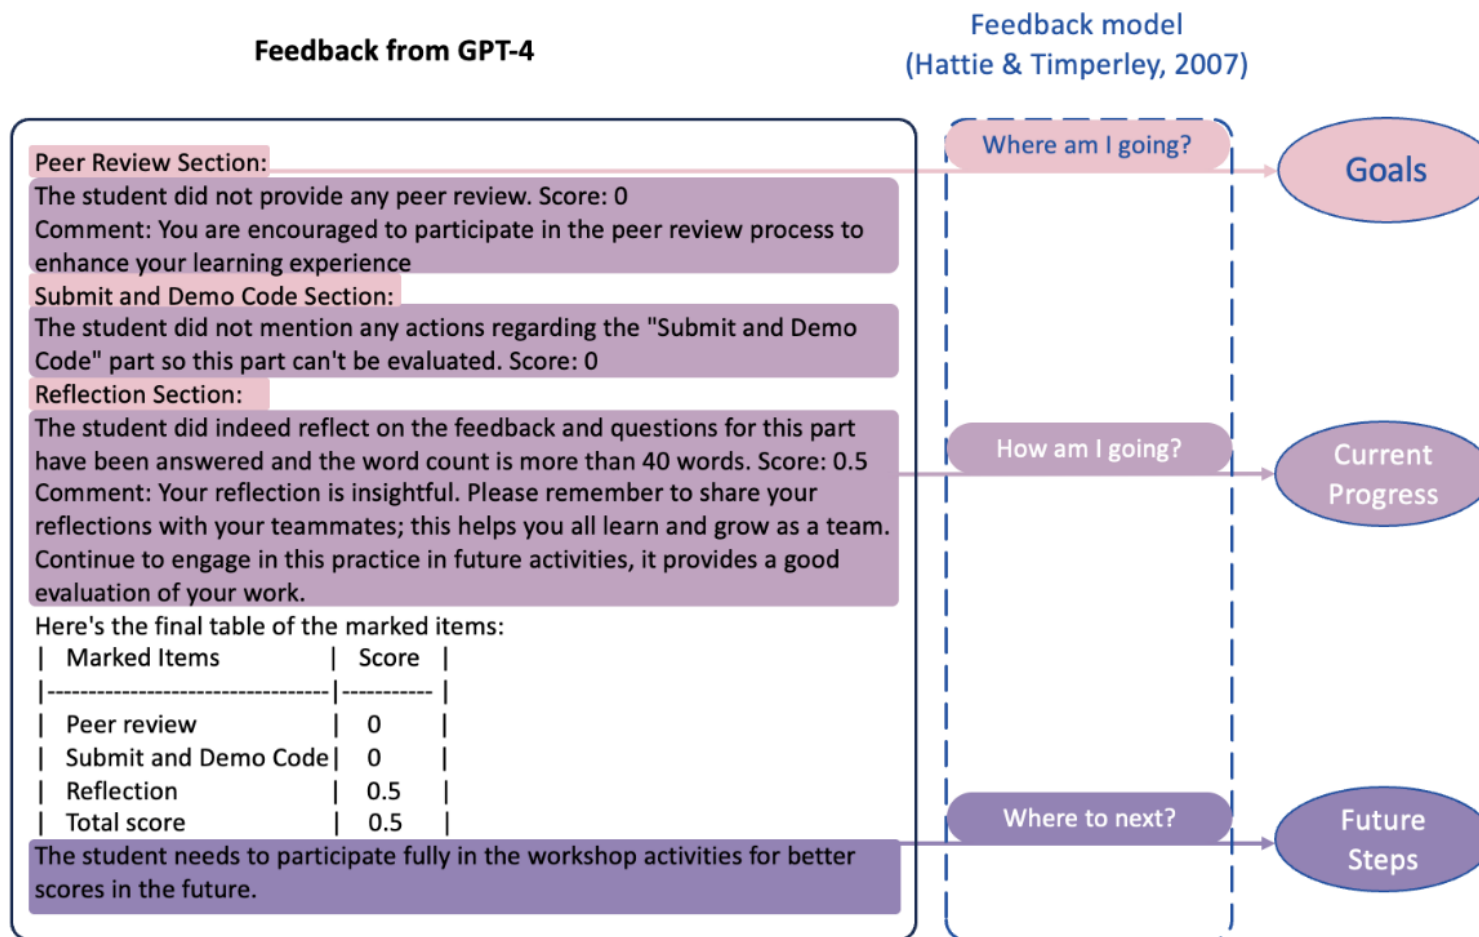 Feedback from GPT-4
Feedback model
(Hattie & Timperley, 2007)
Peer Review Section:
The student did not provide any peer review. Score: 0
Comment: You are encouraged to participate in the peer review process to
enhance your learning experience
Submit and Demo Code Section:
The student did not mention any actions regarding the "Submit and Demo
Code" part so this part can't be evaluated. Score: 0
Reflection Section:
The student did indeed reflect on the feedback and questions for this part
have been answered and the word count is more than 40 words. Score: 0.5
Comment: Your reflection is insightful. Please remember to share your
reflections with your teammates; this helps you all learn and grow as a team.
Continue to engage in this practice in future activities, it provides a good
evaluation of your work.
Here's the final table of the marked items:
| Marked Items | Score |
|----------------------------------|----------- |
| Peer review | 0 |
| Submit and Demo Code| 0 |
| Reflection | 0.5 |
| Total score | 0.5 |
The student needs to participate fully in the workshop activities for better
scores in the future.
Where am I going?
Goals
How am I going?
Current
Progress
Where to next?
Future
Steps